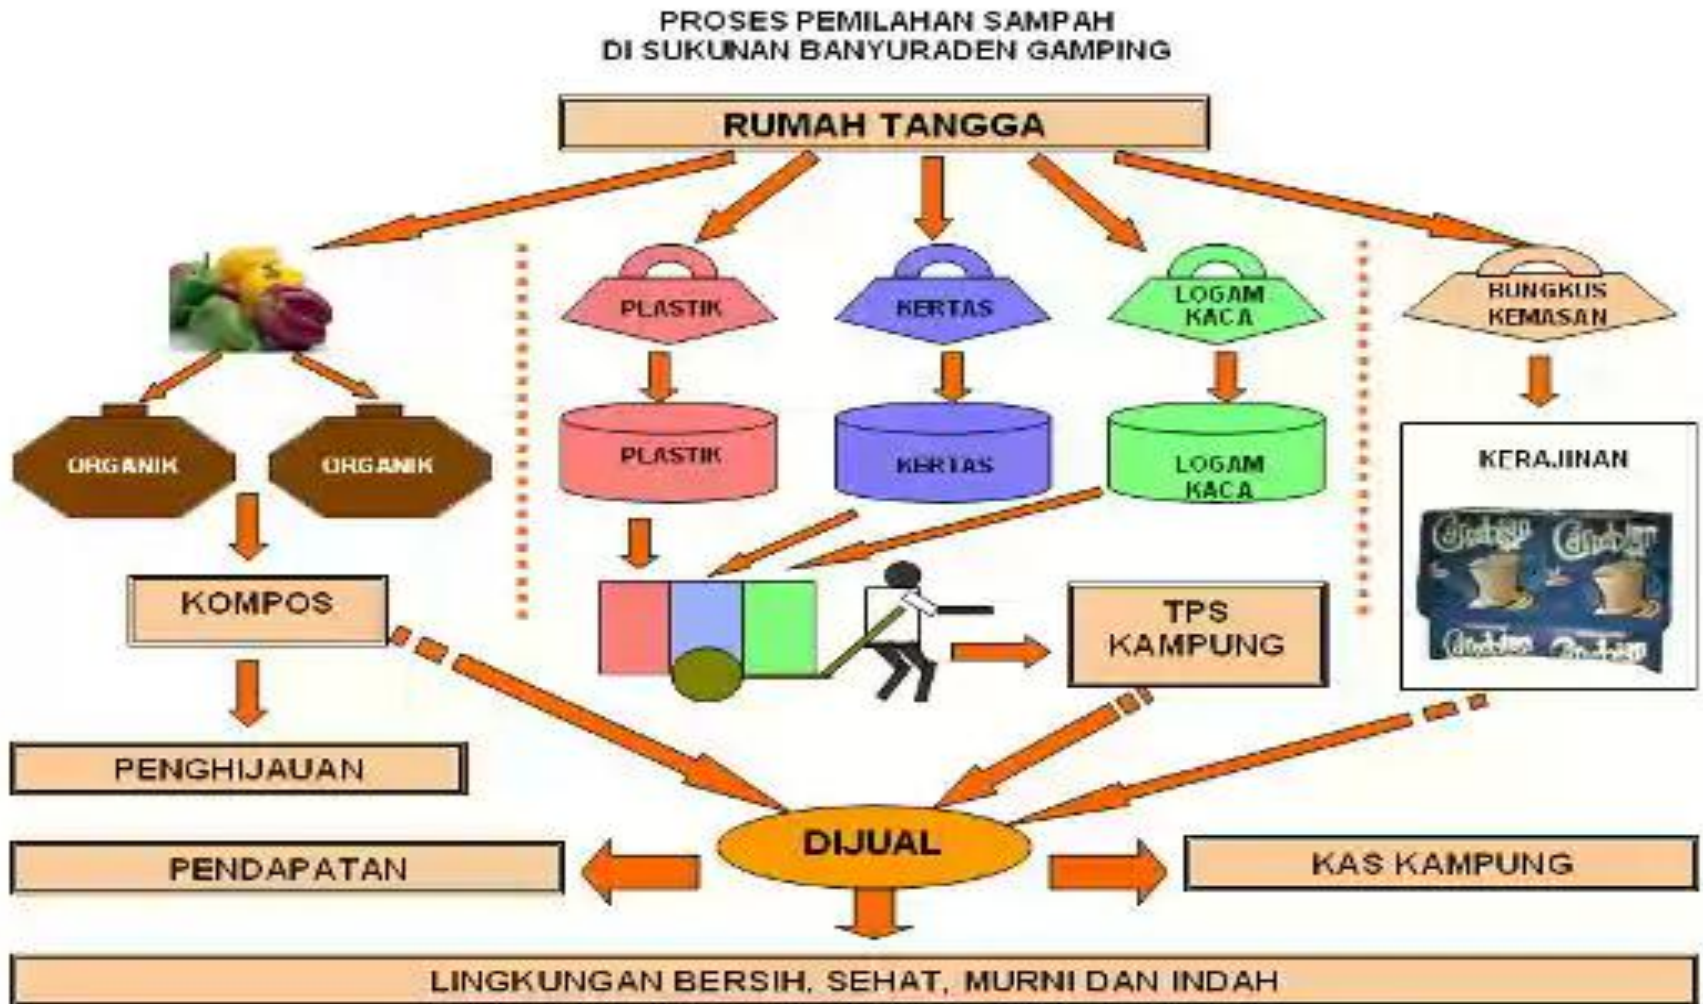 PROSES PEMILAHAN SAMPAH
DI SUKUNAN BANYURADEN GAMPING
RUMAH TANGGA
PLASTIK
KERTAS
LOGAM
KACA
BUNGKUS
KEMASAN
ORGANIK
ORGANIK
PLASTIK
KERTAS
LOGAM
KACA
KERAJINAN
KOMPOS
TPS
KAMPUNG
PENGHIJAUAN
DIJUAL
PENDAPATAN
KAS KAMPUNG
LINGKUNGAN BERSIH, SEHAT, MURNI DAN INDAH